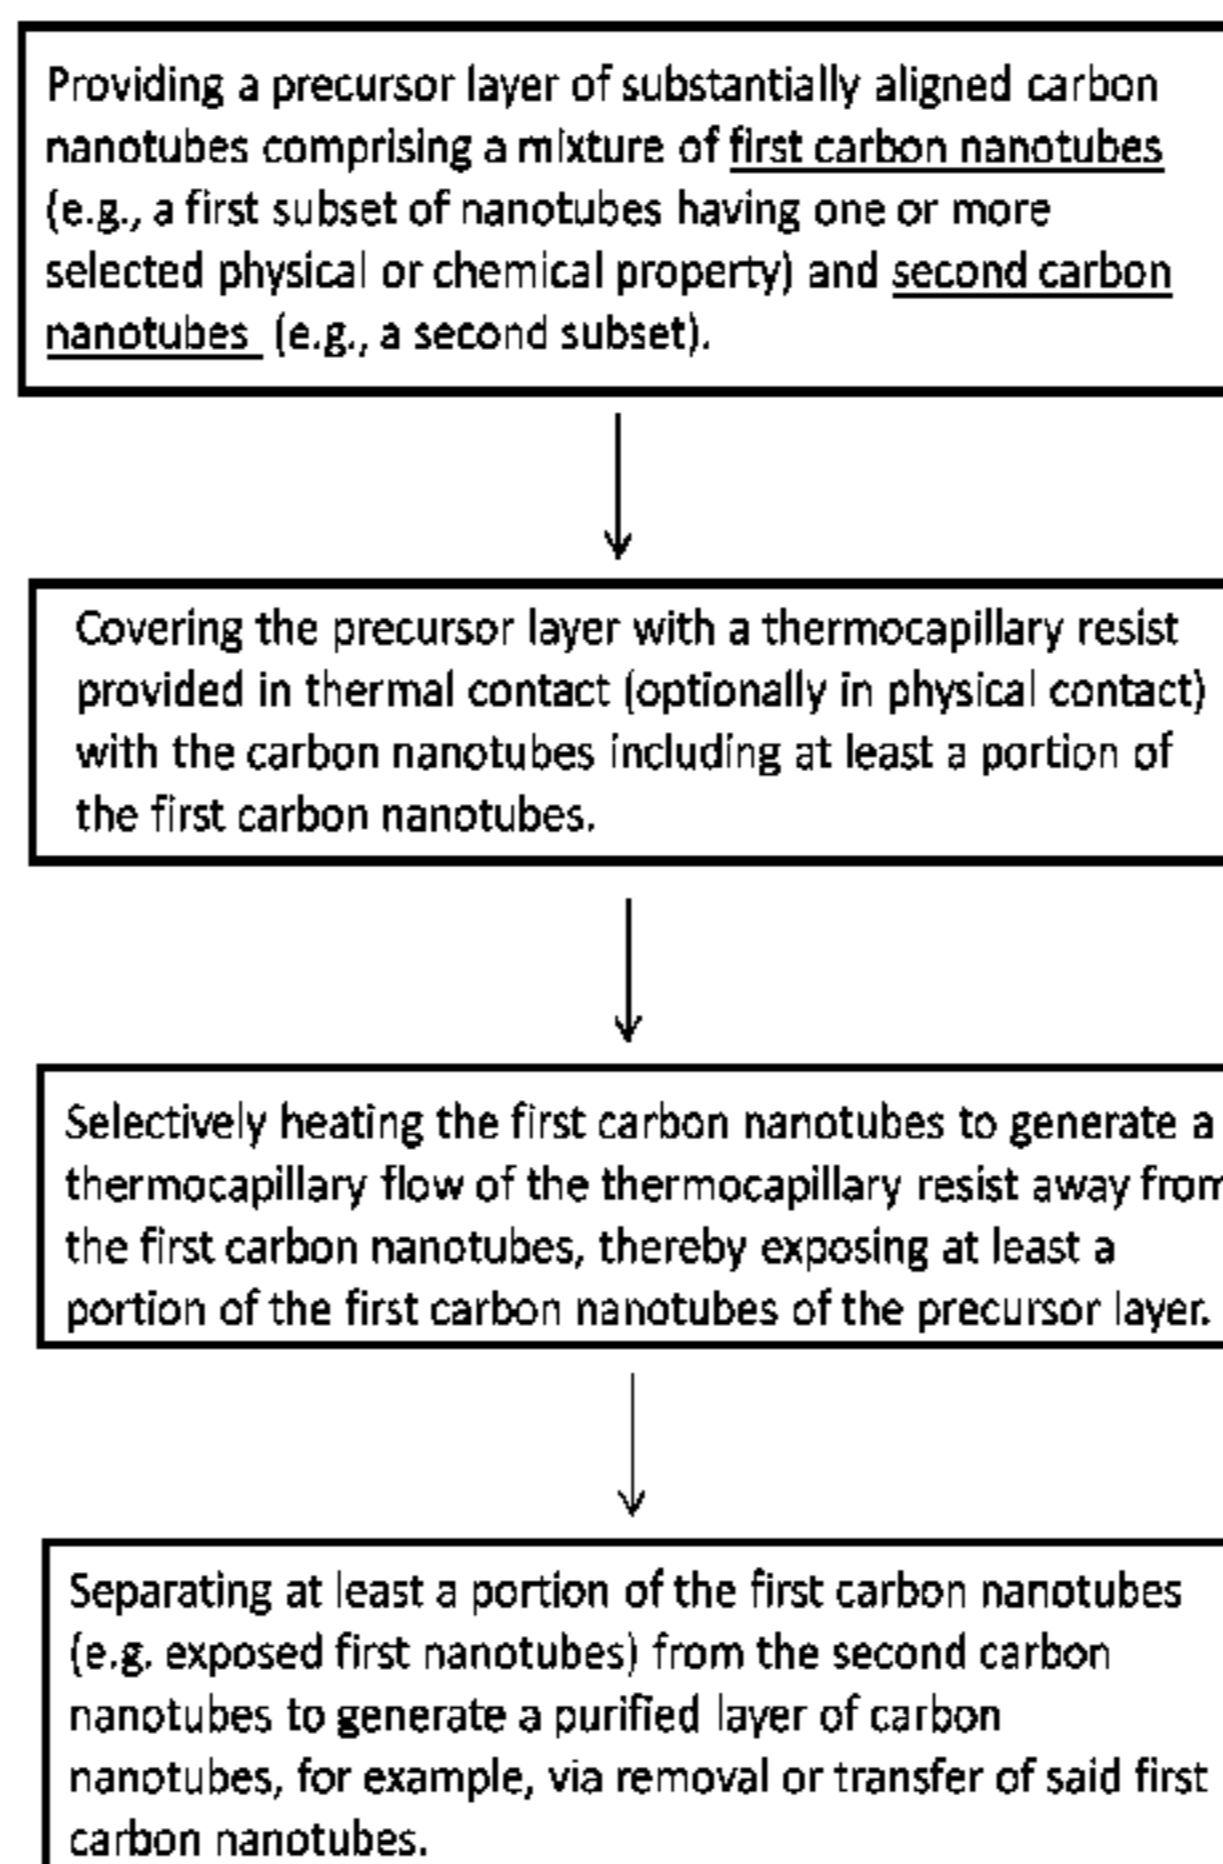 Providing a precursor layer of substantially aligned carbon
nanotubes comprising a mixture of first carbon nanotubes
(e.g., a first subset of nanotubes having one or more
selected physical or chemical property) and second carbon
nanotubes (e.g., a second subset).
Covering the precursor layer with a thermocapillary resist
provided in thermal contact (optionally in physical contact)
with the carbon nanotubes including at least a portion of
the first carbon nanotubes.
Selectively heating the first carbon nanotubes to generate a
thermocapillary flow of the thermocapillary resist away from
the first carbon nanotubes, thereby exposing at least a
portion of the first carbon nanotubes of the precursor layer.
Separating at least a portion of the first carbon nanotubes
(e.g. exposed first nanotubes) from the second carbon
nanotubes to generate a purified layer of carbon
nanotubes, for example, via removal or transfer of said first
carbon nanotubes.